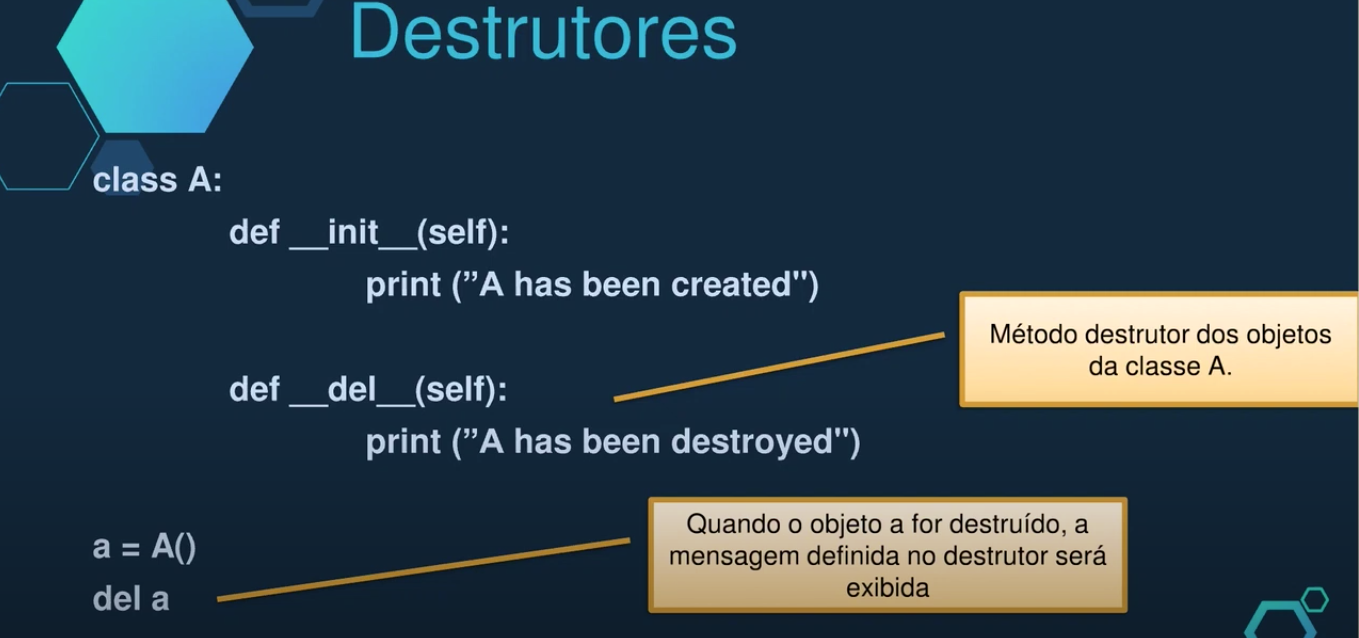 Destrutores
class A:
def __init__(self):
print (”A has been created")
def __del__(self):
print (”A has been destroyed")
a = A()
del a
Método destrutor dos objetos
da classe A.
Quando o objeto a for destruído, a
mensagem definida no destrutor será
exibida